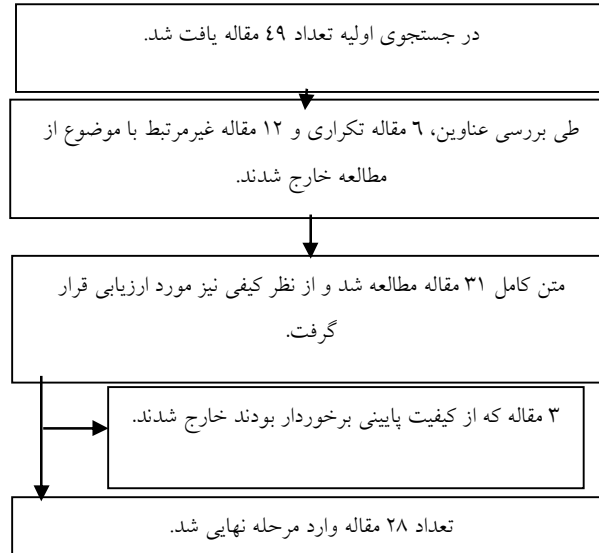 در جستجوی اولیه تعداد ٤٩ مقاله یافت شد.
طی بررسی عناوین، ٦ مقاله تکراری و ١٢ مقاله غیرمرتبط با موضوع از
مطالعه خارج شدند.
متن کامل ٣١ مقاله مطالعه شد و از نظر کیفی نیز مورد ارزیابی قرار
گرفت.
٣ مقاله که از کیفیت پایینی برخوردار بودند خارج شدند.
تعداد ٢٨ مقاله وارد مرحله نهایی شد.